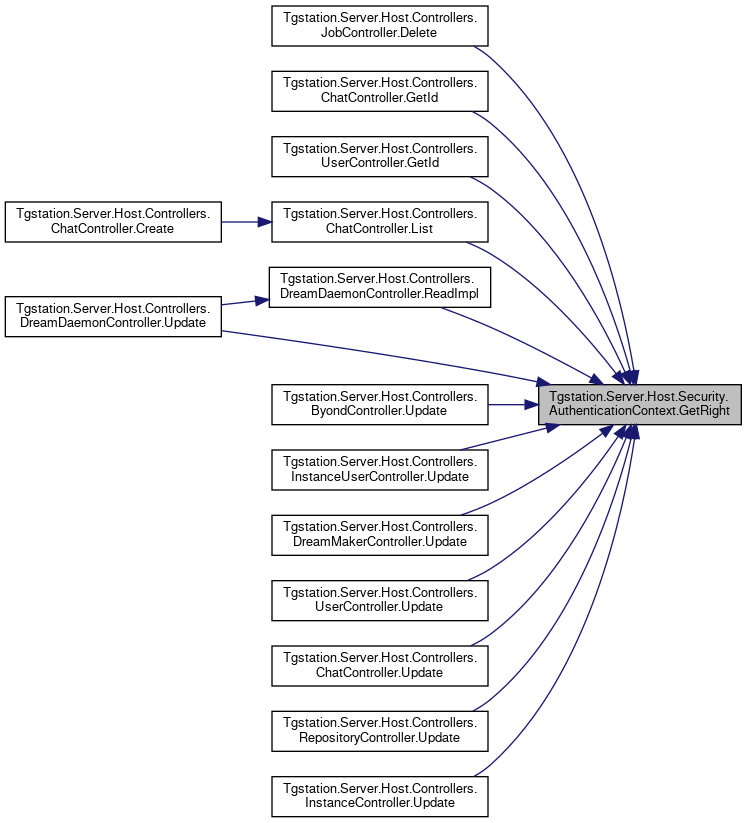 Tgstation.Server.Host.Controllers.
JobController.Delete
Tgstation.Server.Host.Controllers.
ChatController.GetId
Tgstation.Server.Host.Controllers.
UserController.GetId
Tgstation.Server.Host.Controllers.
ChatController.Create
Tgstation.Server.Host.Controllers.
ChatController.List
Tgstation.Server.Host.Controllers.
DreamDaemonController.ReadImpl
Tgstation.Server.Host.Controllers.
DreamDaemonController.Update
Tgstation.Server.Host.Controllers.
ByondController.Update
Tgstation.Server.Host.Security.
AuthenticationContext.GetRight
Tgstation.Server.Host.Controllers.
InstanceUserController.Update
Tgstation.Server.Host.Controllers.
DreamMakerController.Update
Tgstation.Server.Host.Controllers.
UserController.Update
Tgstation.Server.Host.Controllers.
ChatController.Update
Tgstation.Server.Host.Controllers.
RepositoryController.Update
Tgstation.Server.Host.Controllers.
InstanceController.Update